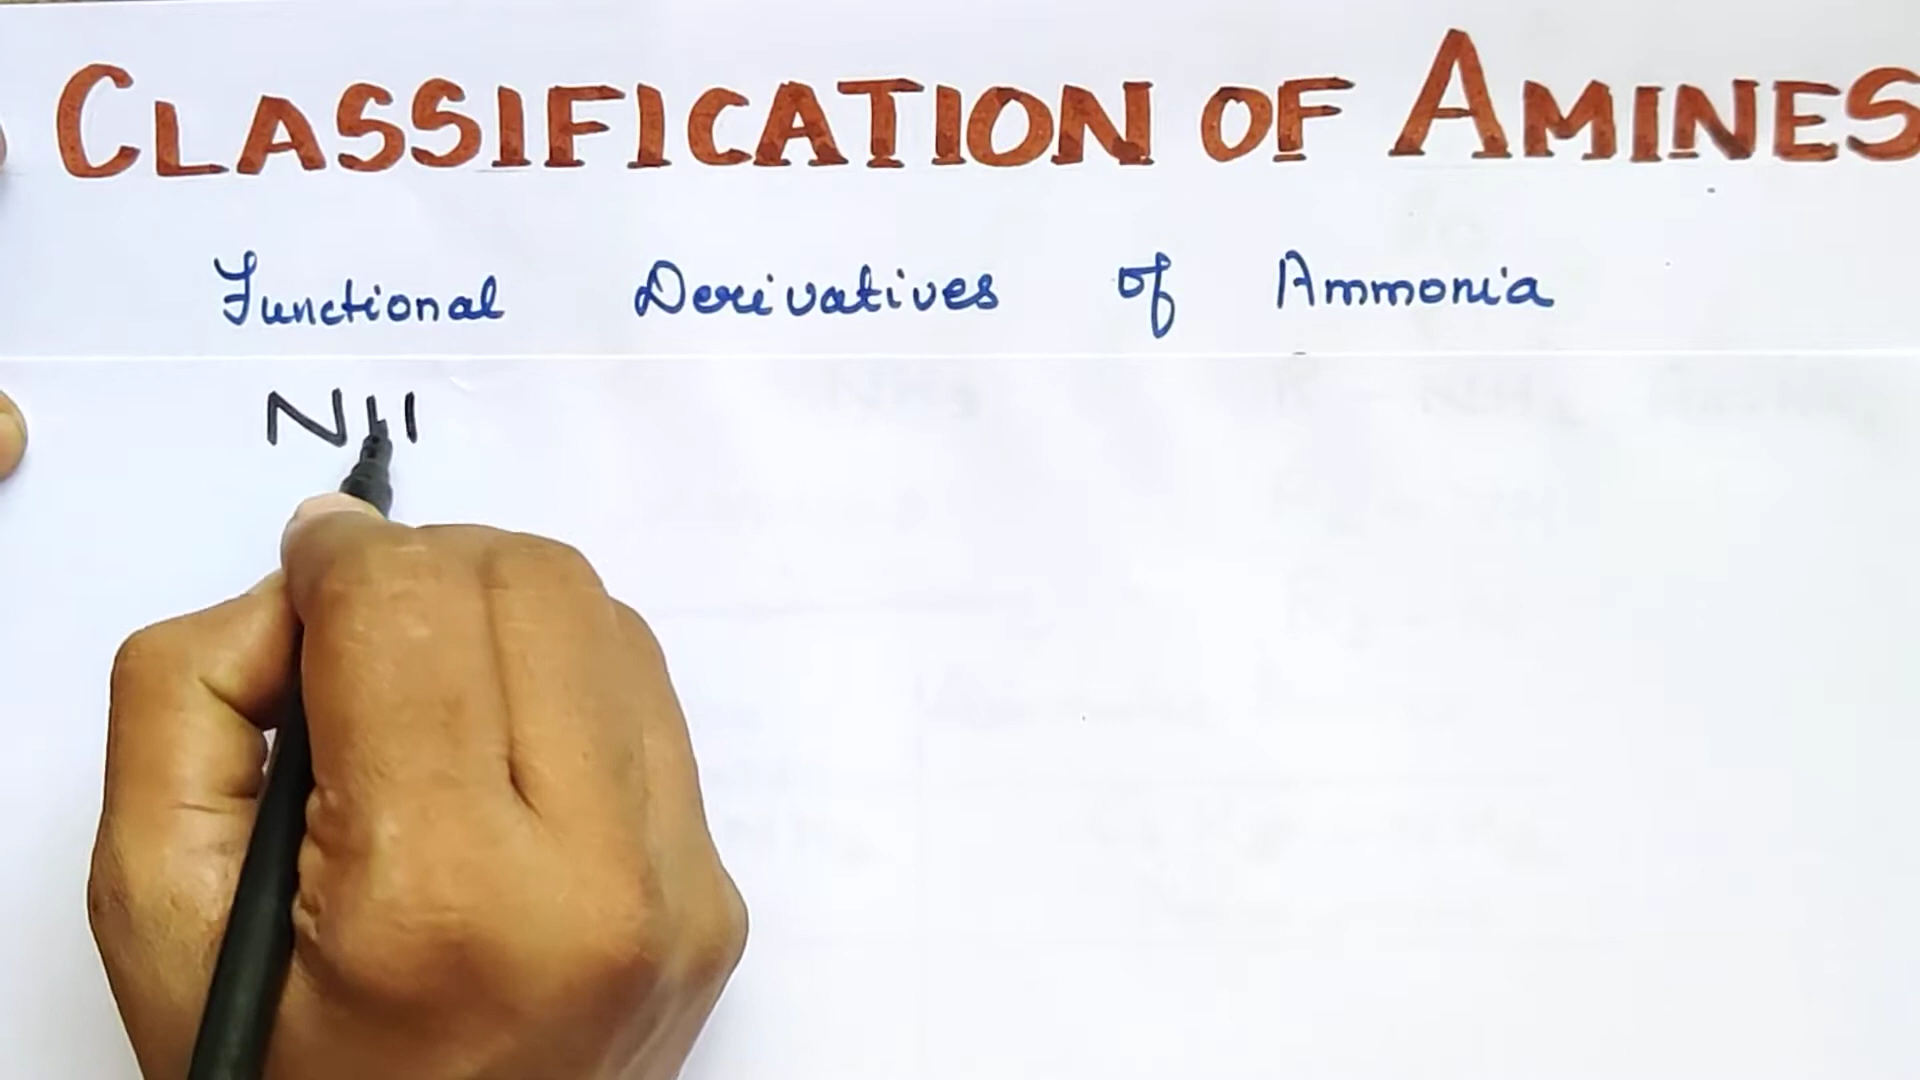 CLASSIFICATION OF AMINES
Functional Derivatives of Ammonia
NH